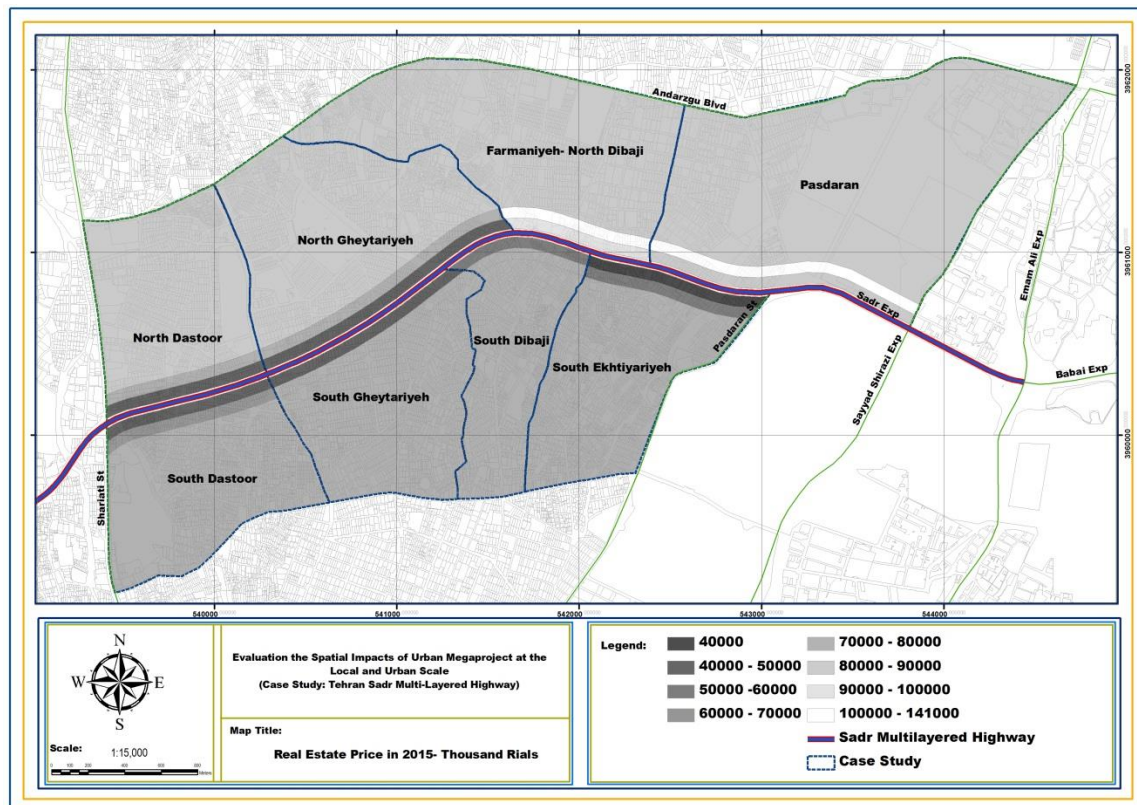 Andarzgu Blvd
3962000
Farmaniyeh- North Dibaji
Pasdaran
North Gheytariyeh
3961000
Emam Ali Exp
Sadr Exp
North Dastoor
South Dibaji
Pasdaran St
South Ekhtiyariyeh
Sayyad Shirazi Exp
Babai Exp
South Gheytariyeh
3960000
South Dastoor
Shariati St
540000
541000
542000
543000
544000
N
W E
S
Scale: 1:15,000
Evaluation the Spatial Impacts of Urban Megaproject at the
Local and Urban Scale
(Case Study: Tehran Sadr Multi-Layered Highway)
Map Title:
Real Estate Price in 2015- Thousand Rials
Legend:
40000
40000 - 50000
50000 -60000
60000 - 70000
70000 - 80000
80000 - 90000
90000 - 100000
100000 - 141000
Sadr Multilayered Highway
Case Study